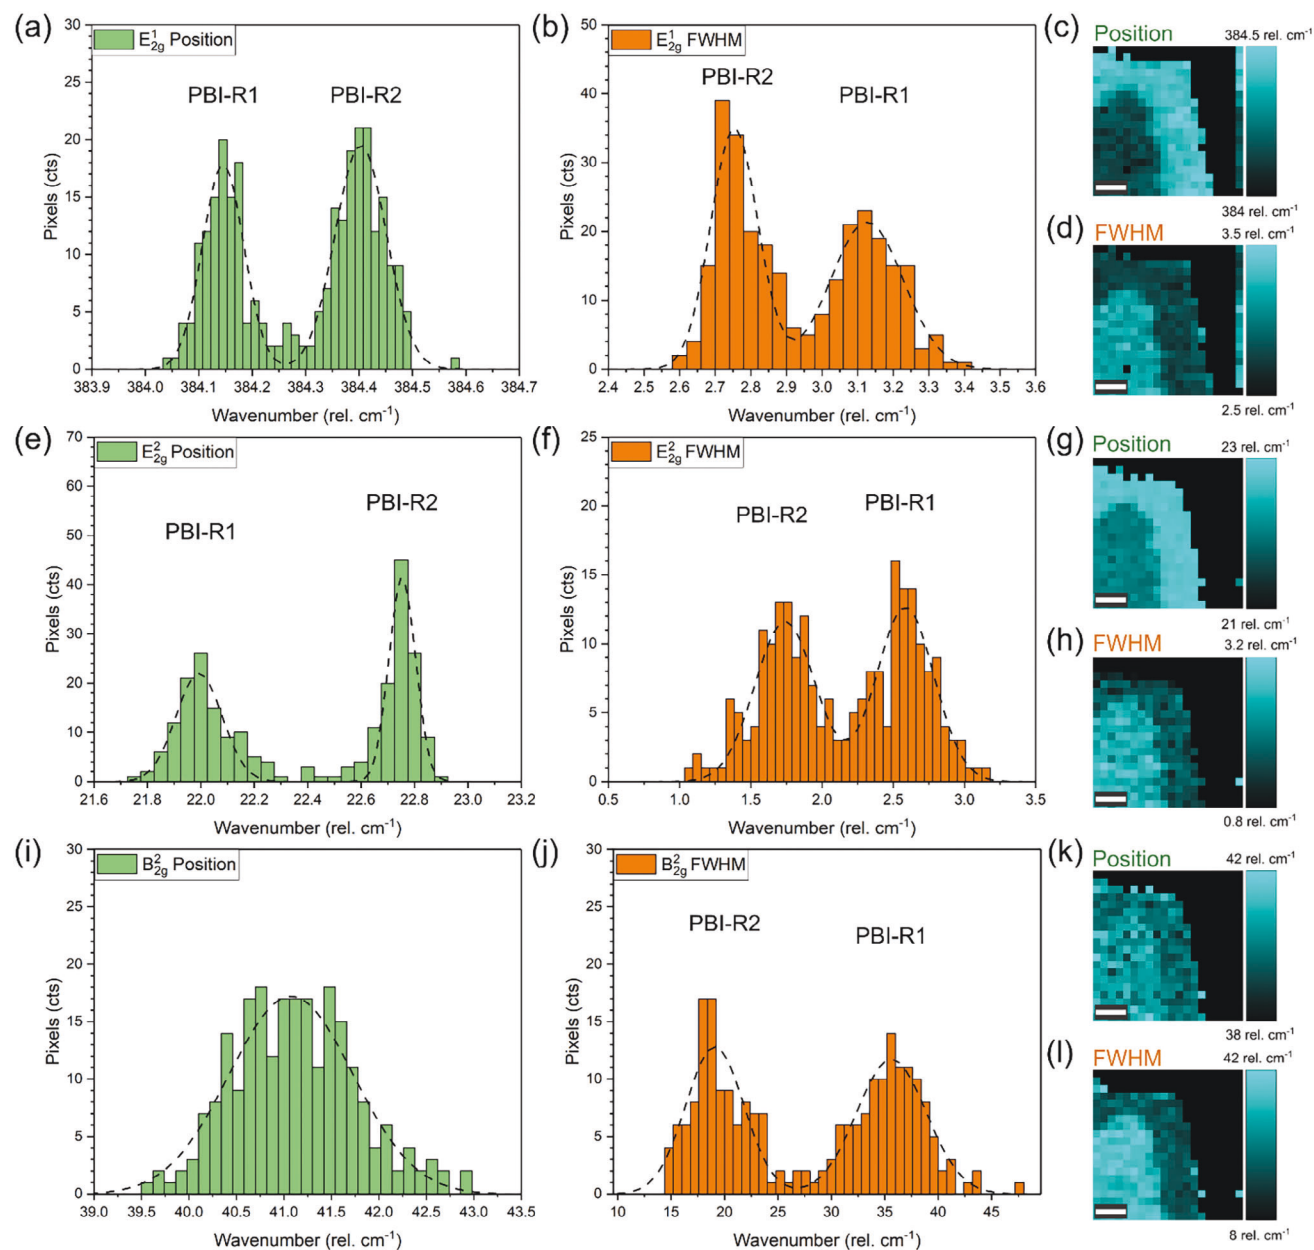 (a)
E¹₂g Position
PBI-R1
PBI-R2
Pixels (cts)
30
25
20
15
10
5
0
383.9
384.0
384.1
384.2
384.3
384.4
384.5
384.6
384.7
Wavenumber (rel. cm⁻¹)
(b)
E¹₂g FWHM
PBI-R2
PBI-R1
Pixels (cts)
50
40
30
20
10
0
2.4
2.5
2.6
2.7
2.8
2.9
3.0
3.1
3.2
3.3
3.4
3.5
3.6
Wavenumber (rel. cm⁻¹)
(c)
Position
384.5 rel. cm⁻¹
384 rel. cm⁻¹
(d)
FWHM
3.5 rel. cm⁻¹
2.5 rel. cm⁻¹
(e)
E²₂g Position
PBI-R1
PBI-R2
Pixels (cts)
70
60
50
40
30
20
10
0
21.6
21.8
22.0
22.2
22.4
22.6
22.8
23.0
23.2
Wavenumber (rel. cm⁻¹)
(f)
E²₂g FWHM
PBI-R2
PBI-R1
Pixels (cts)
25
20
15
10
5
0
0.5
1.0
1.5
2.0
2.5
3.0
3.5
Wavenumber (rel. cm⁻¹)
(g)
Position
23 rel. cm⁻¹
21 rel. cm⁻¹
(h)
FWHM
3.2 rel. cm⁻¹
0.8 rel. cm⁻¹
(i)
B²₂g Position
Pixels (cts)
30
25
20
15
10
5
0
39.0
39.5
40.0
40.5
41.0
41.5
42.0
42.5
43.0
43.5
Wavenumber (rel. cm⁻¹)
(j)
B²₂g FWHM
PBI-R2
PBI-R1
Pixels (cts)
30
25
20
15
10
5
0
10
15
20
25
30
35
40
45
Wavenumber (rel. cm⁻¹)
(k)
Position
42 rel. cm⁻¹
38 rel. cm⁻¹
(l)
FWHM
42 rel. cm⁻¹
8 rel. cm⁻¹